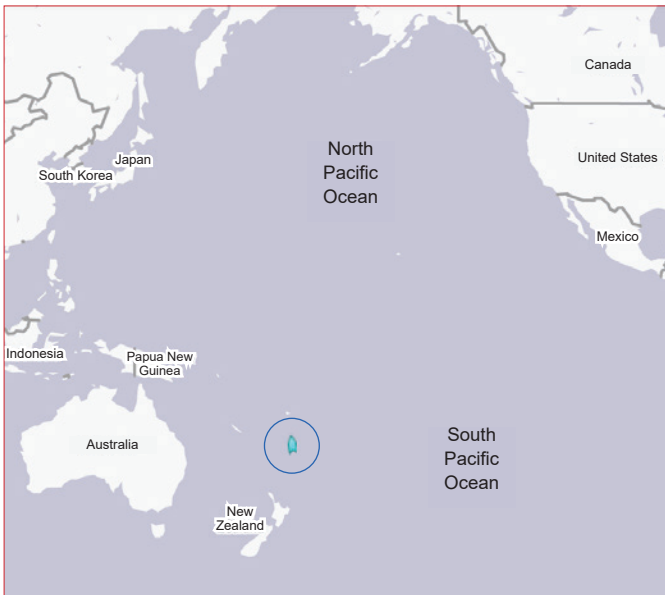 Canada
North
Pacific
Ocean
Japan
South Korea
United States
Mexico
Indonesia
Papua New
Guinea
Australia
South
Pacific
Ocean
New
Zealand